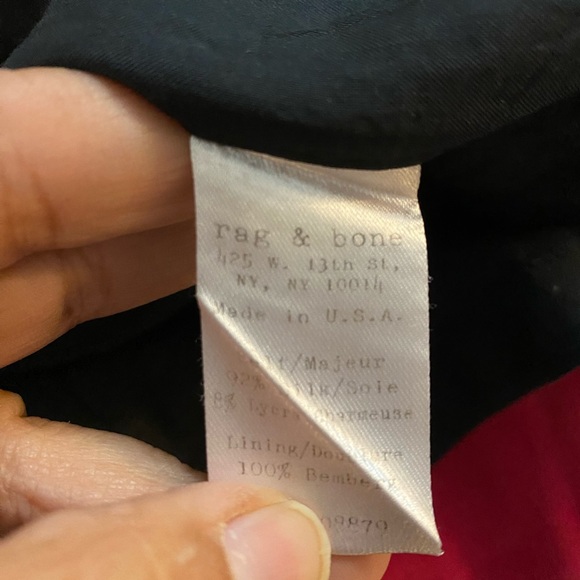 rag & bone
425 W. 13th St,
NY, NY 10014
Made in U.S.A.
/Majeur
92% Silk/Soie
8% Lycra Charmeuse
Lining/Doublure
100% Bemberg
09879